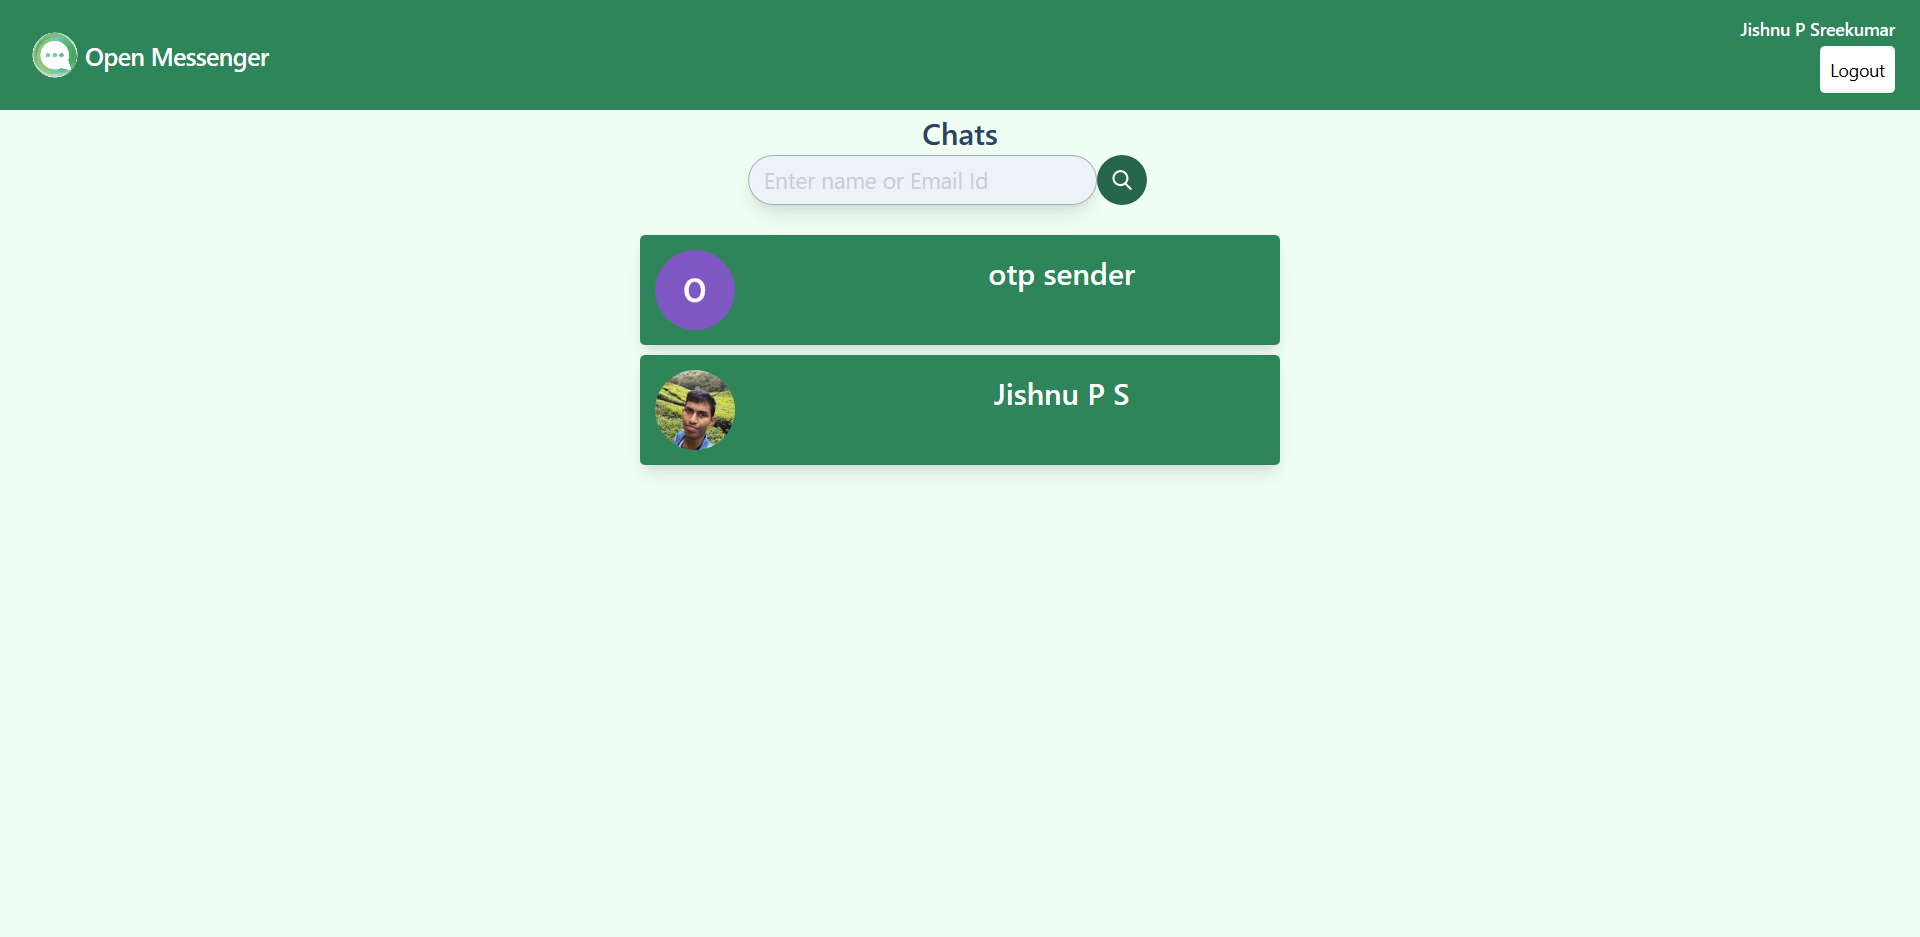 Open Messenger
Jishnu P Sreekumar
Logout
Chats
Enter name or Email Id
O
otp sender
Jishnu P S